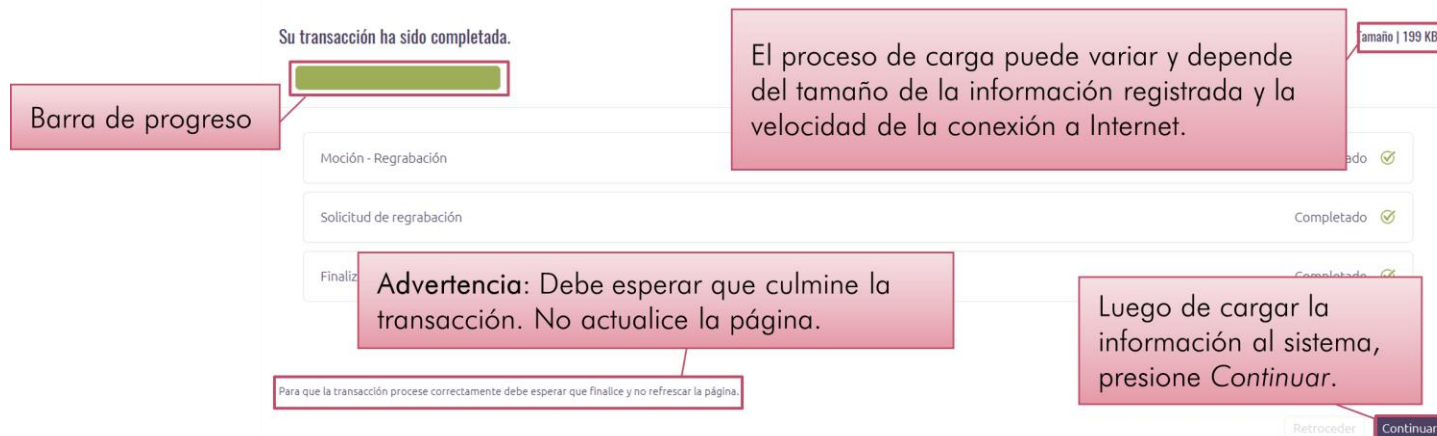 Su transacción ha sido completada.
Tamaño | 199 KB
El proceso de carga puede variar y depende
del tamaño de la información registrada y la
velocidad de la conexión a Internet.
Barra de progreso
Moción - Regrabación
Solicitud de regrabación
Completado
Completado
Advertencia: Debe esperar que culmine la
transacción. No actualice la página.
Luego de cargar la
información al sistema,
presione Continuar.
Para que la transacción procese correctamente debe esperar que finalice y no refrescar la página.
Retroceder
Continuar